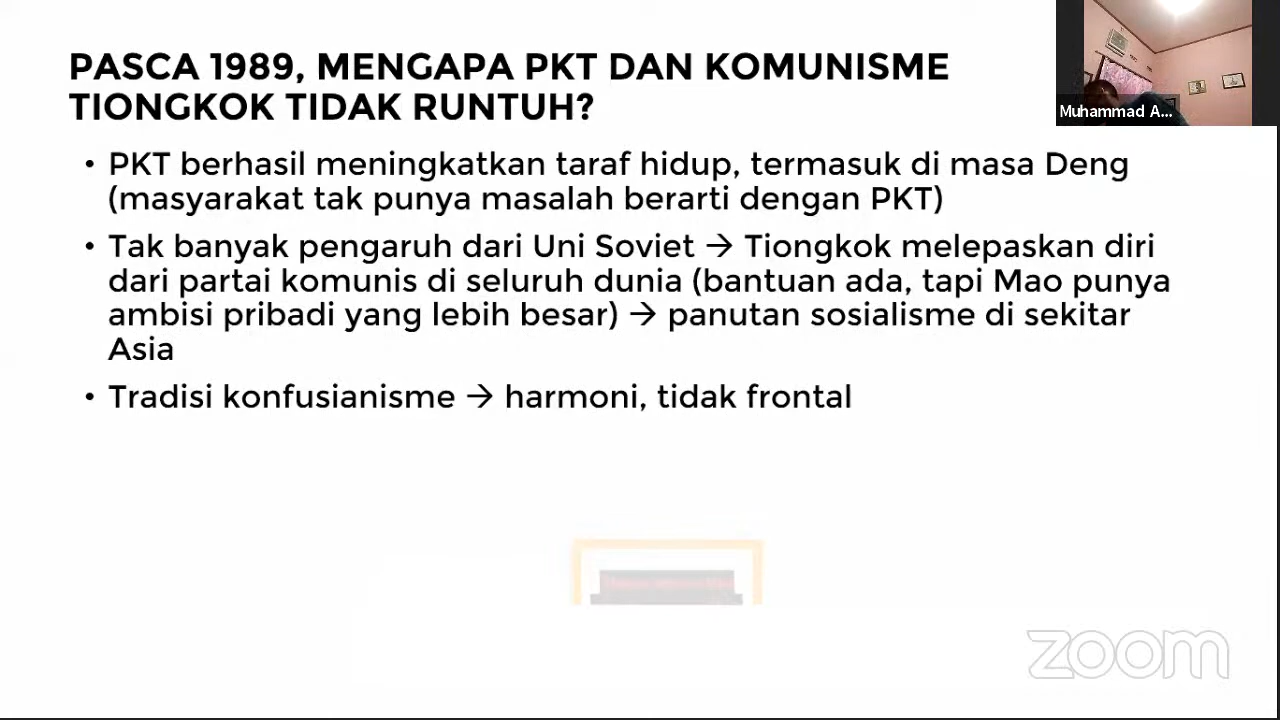 PASCA 1989, MENGAPA PKT DAN KOMUNISME
TIONGKOK TIDAK RUNTUH?
• PKT berhasil meningkatkan taraf hidup, termasuk di masa Deng
(masyarakat tak punya masalah berarti dengan PKT)
• Tak banyak pengaruh dari Uni Soviet → Tiongkok melepaskan diri
dari partai komunis di seluruh dunia (bantuan ada, tapi Mao punya
ambisi pribadi yang lebih besar) → panutan sosialisme di sekitar
Asia
• Tradisi konfusianisme → harmoni, tidak frontal
Muhammad A...
zoom